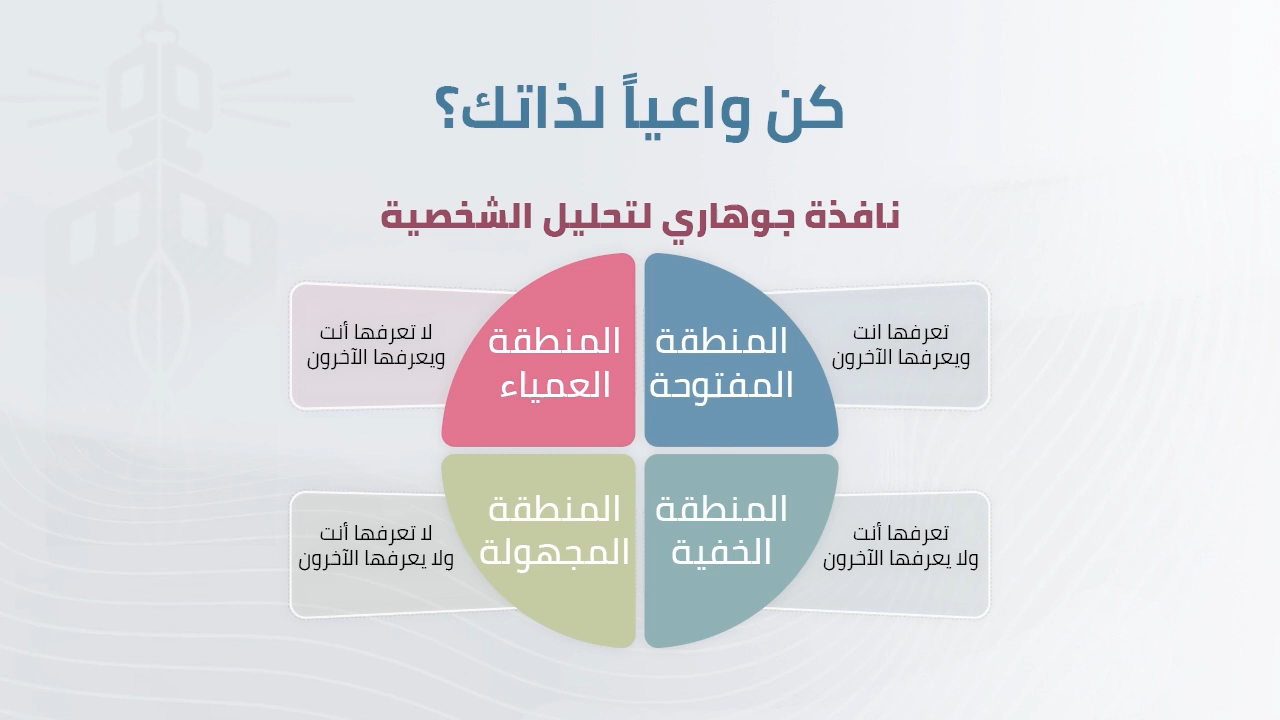 كن واعياً لذاتك؟
نافذة جوهاري لتحليل الشخصية
المنطقة
المفتوحة
تعرفها انت
ويعرفها الآخرون
المنطقة
العمياء
لا تعرفها أنت
ويعرفها الآخرون
المنطقة
الخفية
تعرفها أنت
ولا يعرفها الآخرون
المنطقة
المجهولة
لا تعرفها أنت
ولا يعرفها الآخرون